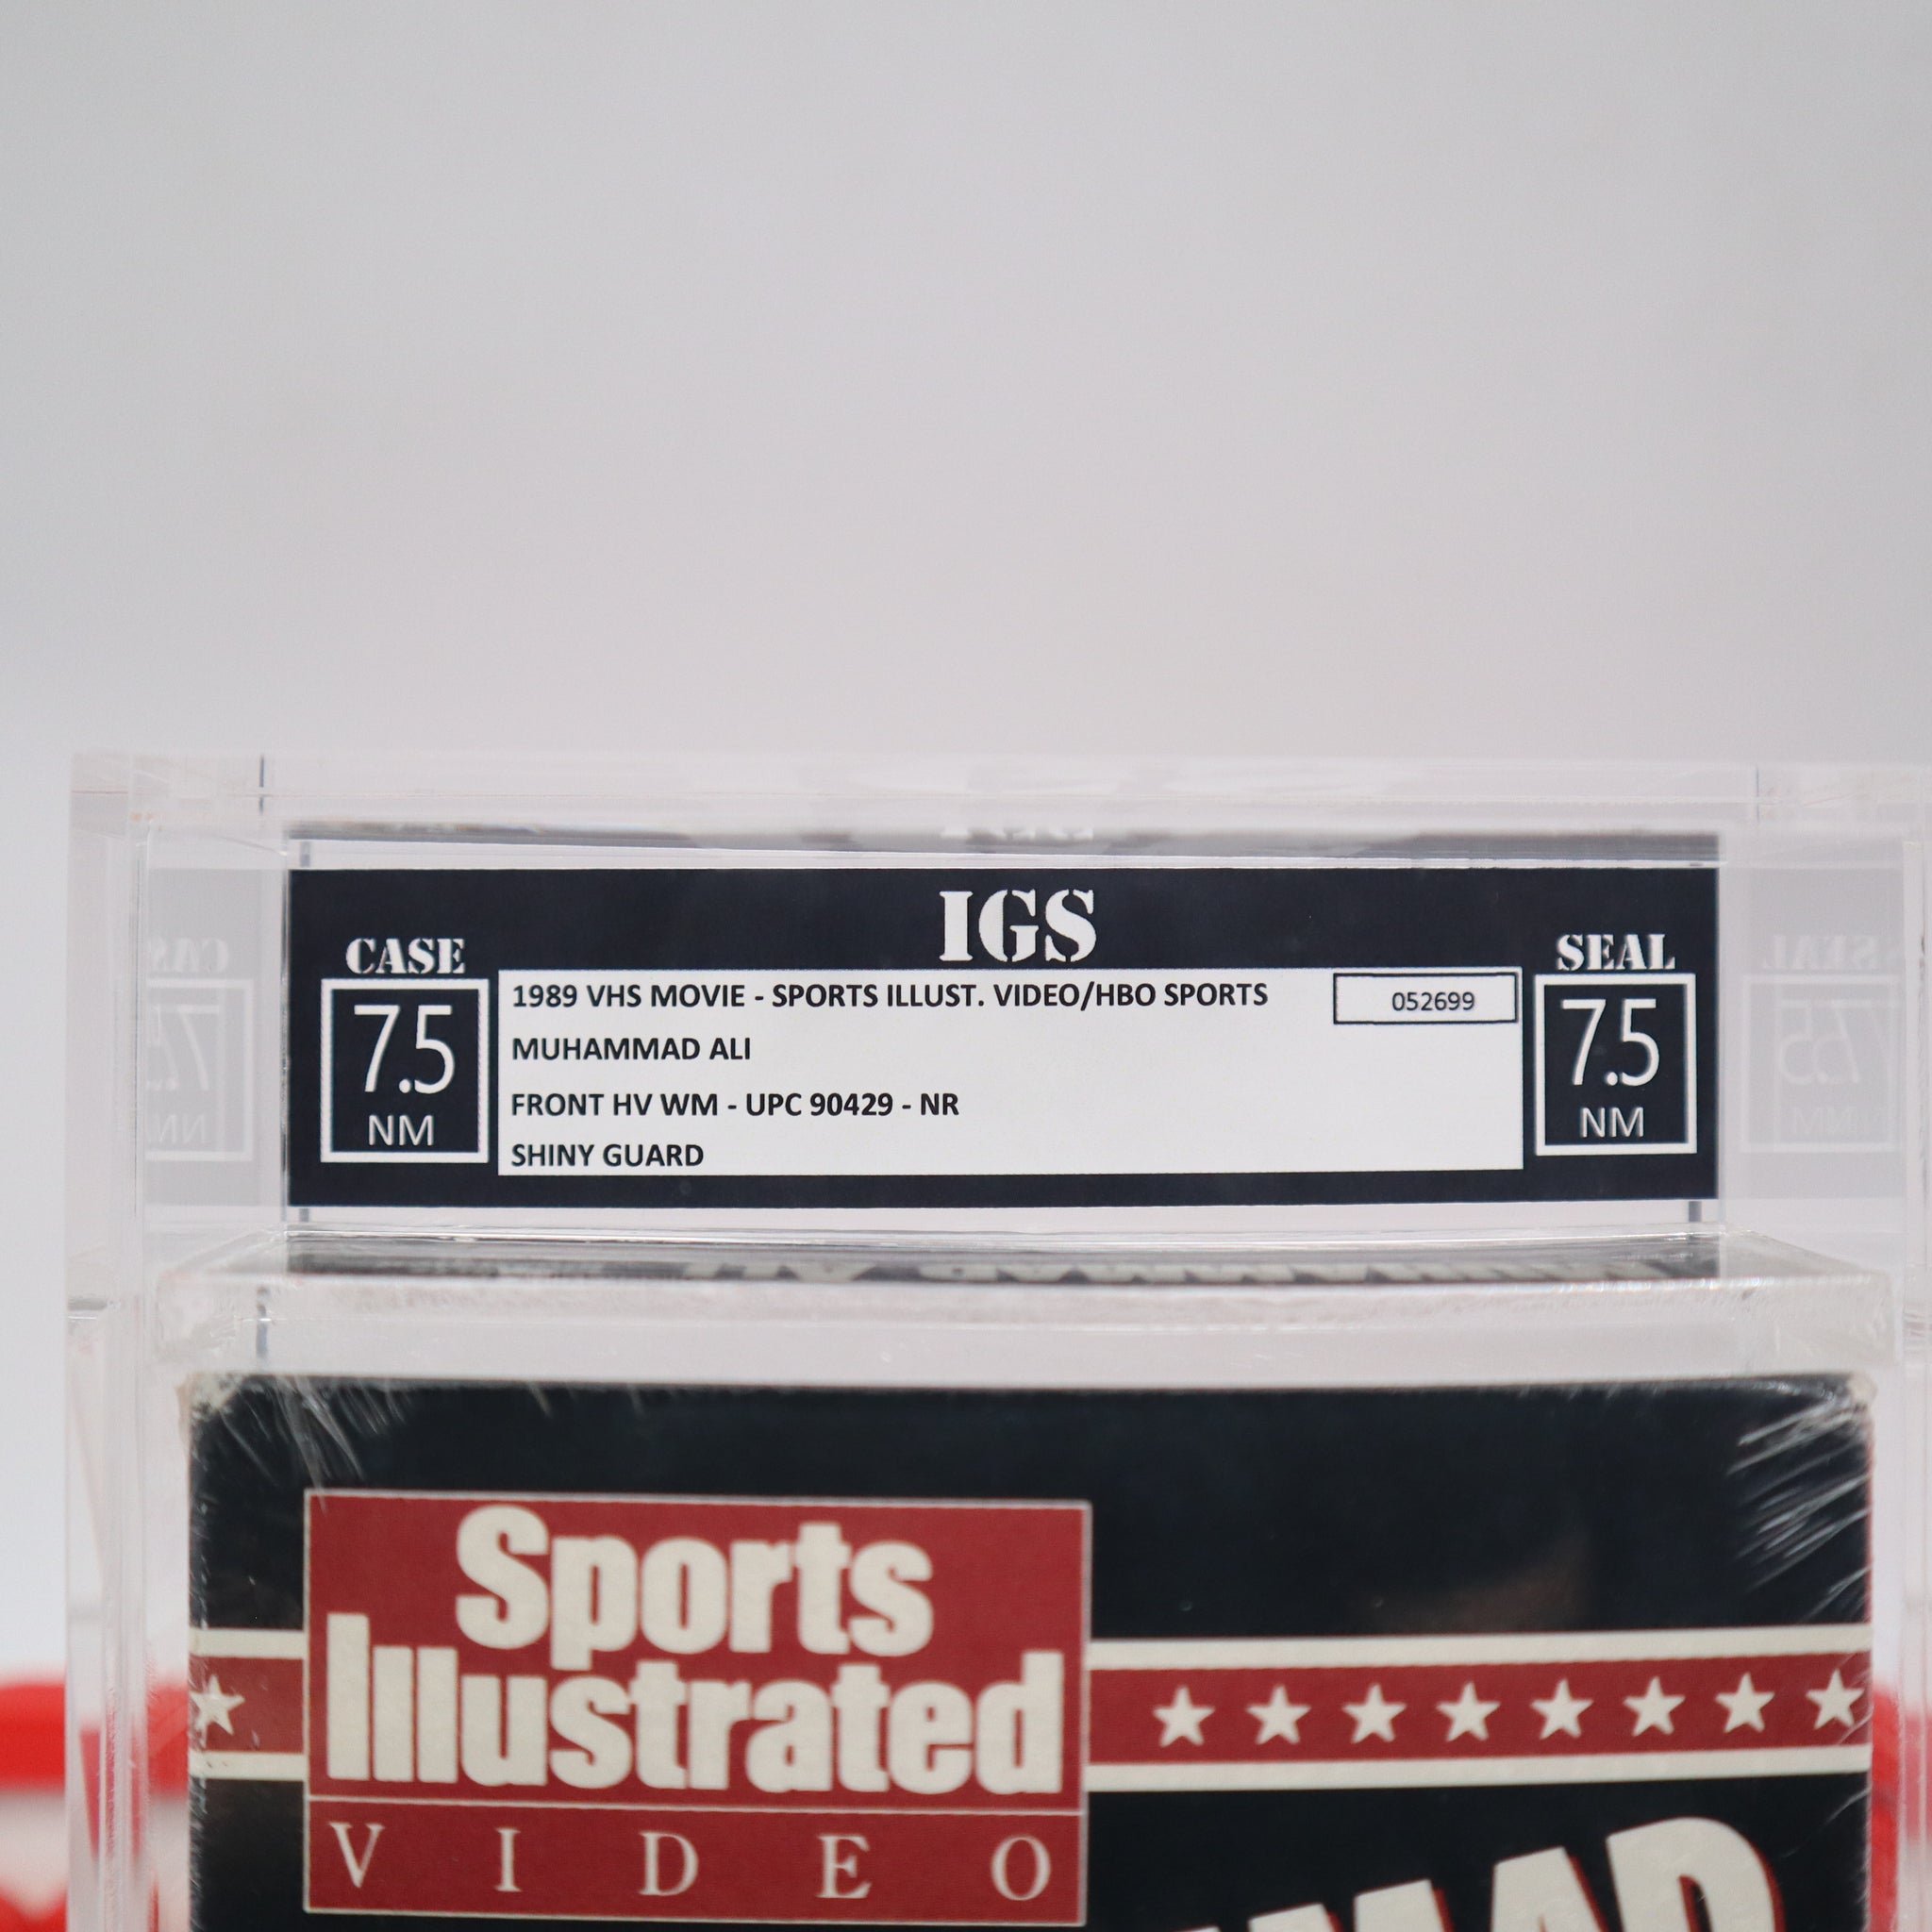 IGS
CASE
7.5
NM
1989 VHS MOVIE - SPORTS ILLUST. VIDEO/HBO SPORTS
052699
MUHAMMAD ALI
FRONT HV WM - UPC 90429 - NR
SHINY GUARD
SEAL
7.5
NM
Sports
Illustrated
VIDEO